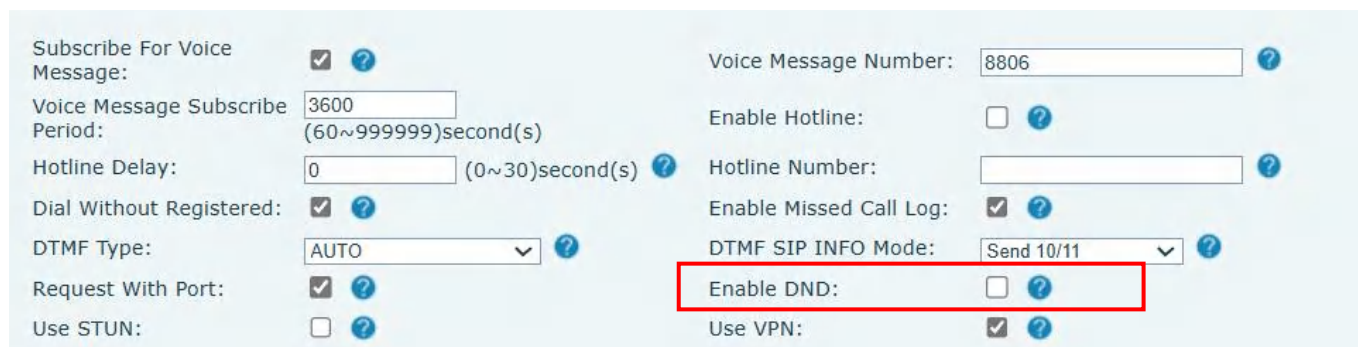 Subscribe For Voice
Message:
Voice Message Number: 8806
Voice Message Subscribe
Period:
3600
(60~999999)second(s)
Enable Hotline:
Hotline Delay: 0 (0~30)second(s)
Hotline Number:
Dial Without Registered:
Enable Missed Call Log:
DTMF Type: AUTO
DTMF SIP INFO Mode: Send 10/11
Request With Port:
Enable DND:
Use STUN:
Use VPN: